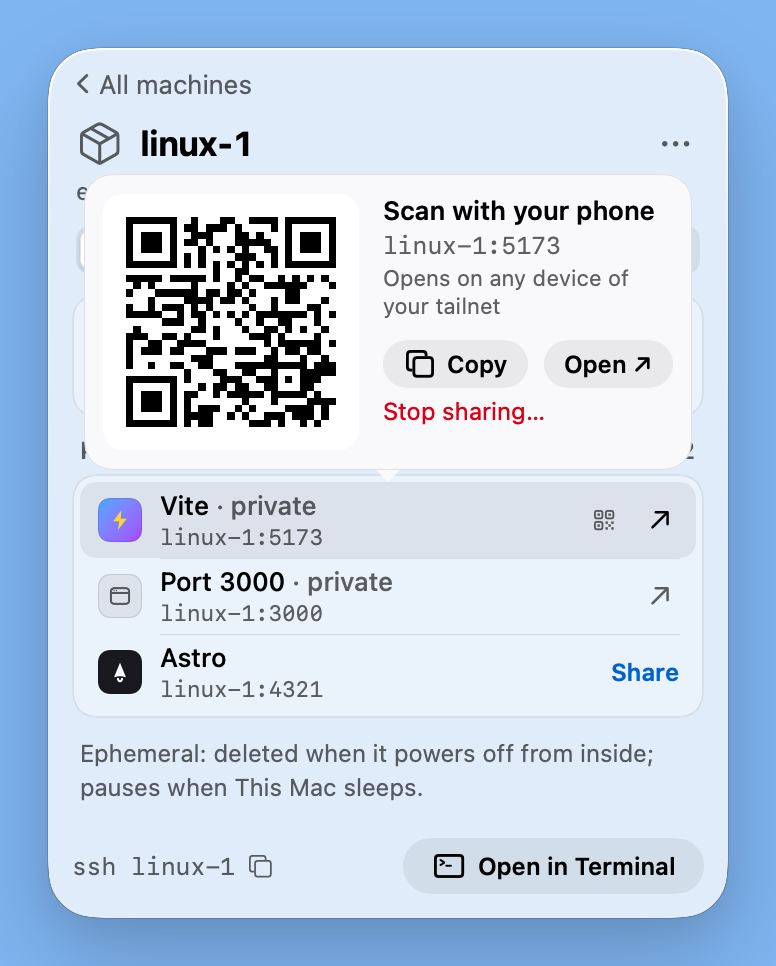 All machines
linux-1
Scan with your phone
linux-1:5173
Opens on any device of
your tailnet
Copy
Open
Stop sharing...
Vite · private
linux-1:5173
Port 3000 · private
linux-1:3000
Astro
linux-1:4321
Share
Ephemeral: deleted when it powers off from inside;
pauses when This Mac sleeps.
ssh linux-1
Open in Terminal